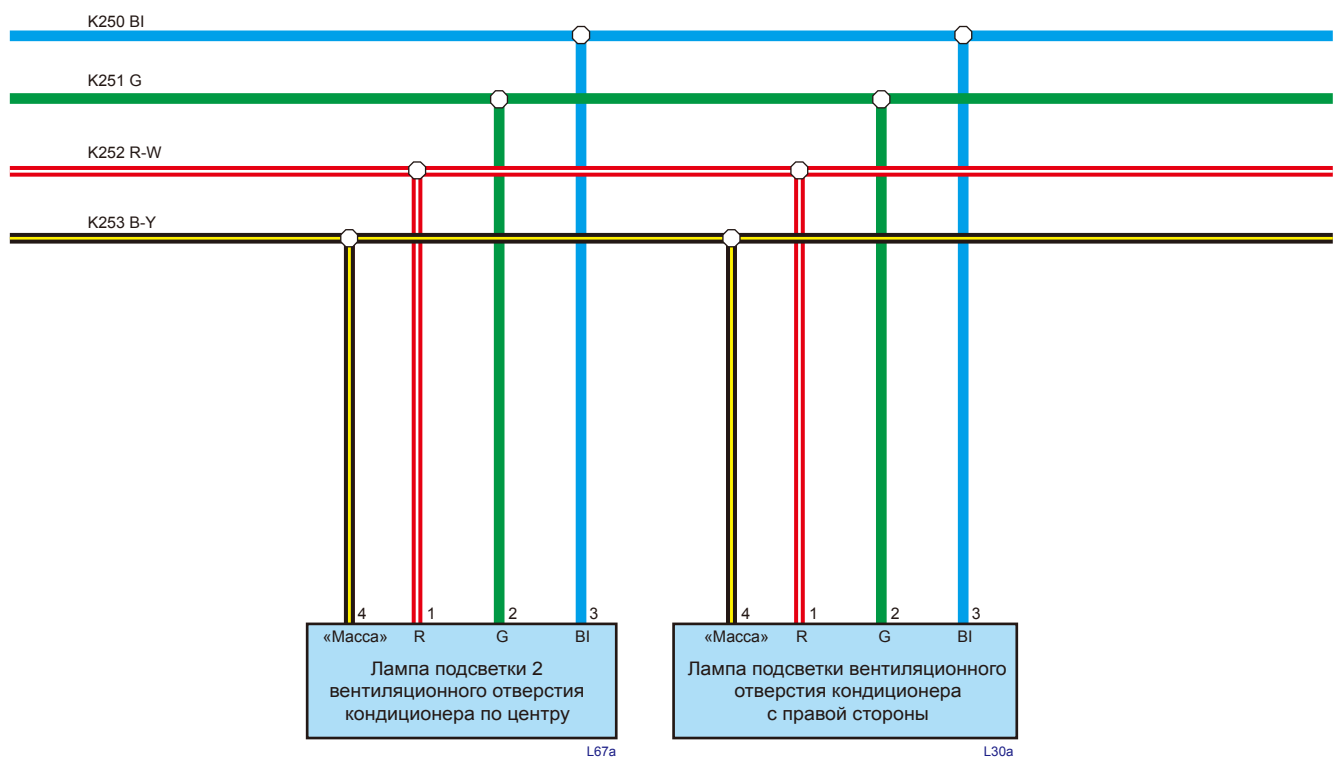 K250 Bl
K251 G
K252 R-W
K253 B-Y
4 1 2 3
«Масса» R G Bl
Лампа подсветки 2
вентиляционного отверстия
кондиционера по центру
L67a
4 1 2 3
«Масса» R G Bl
Лампа подсветки вентиляционного
отверстия кондиционера
с правой стороны
L30a